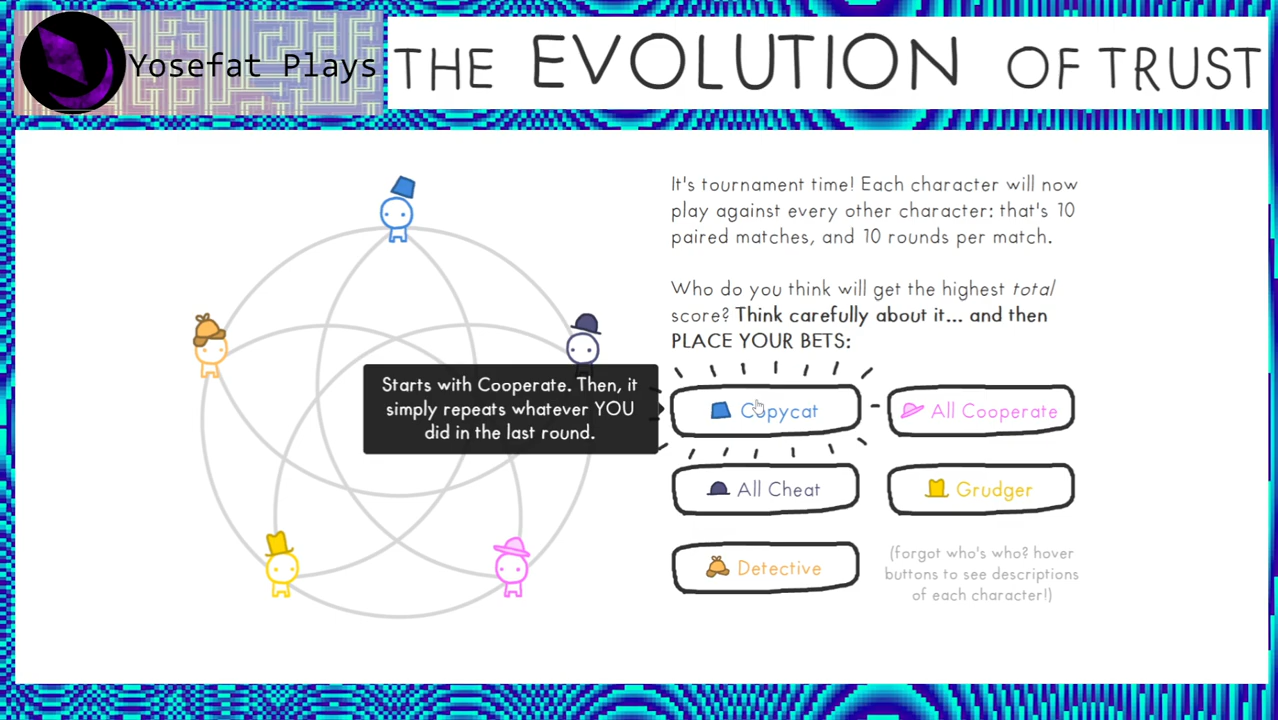 Yosefat Plays
THE EVOLUTION OF TRUST
It's tournament time! Each character will now
play against every other character: that's 10
paired matches, and 10 rounds per match.
Who do you think will get the highest total
score? Think carefully about it... and then
PLACE YOUR BETS:
Starts with Cooperate. Then, it
simply repeats whatever YOU
did in the last round.
Copycat
All Cooperate
All Cheat
Grudger
Detective
(forgot who's who? hover
buttons to see descriptions
of each character!)